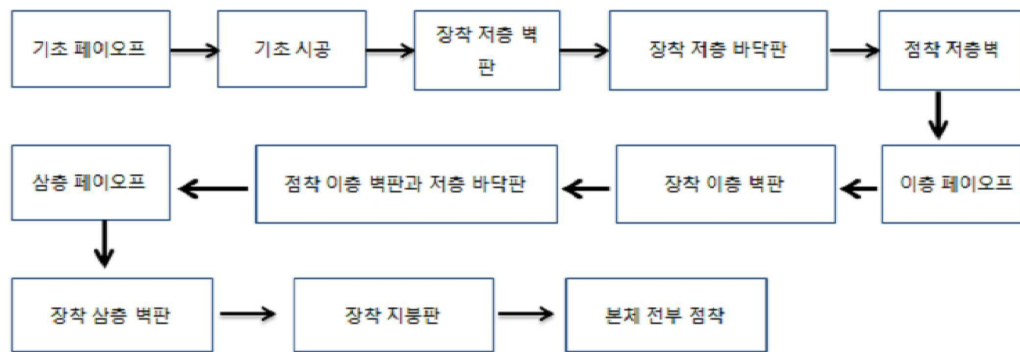 기초 페이오프
기초 시공
장착 저층 벽
판
장착 저층 바닥판
점착 저층벽
이층 페이오프
장착 이층 벽판
점착 이층 벽판과 저층 바닥판
삼층 페이오프
장착 삼층 벽판
장착 지붕판
본체 전부 점착